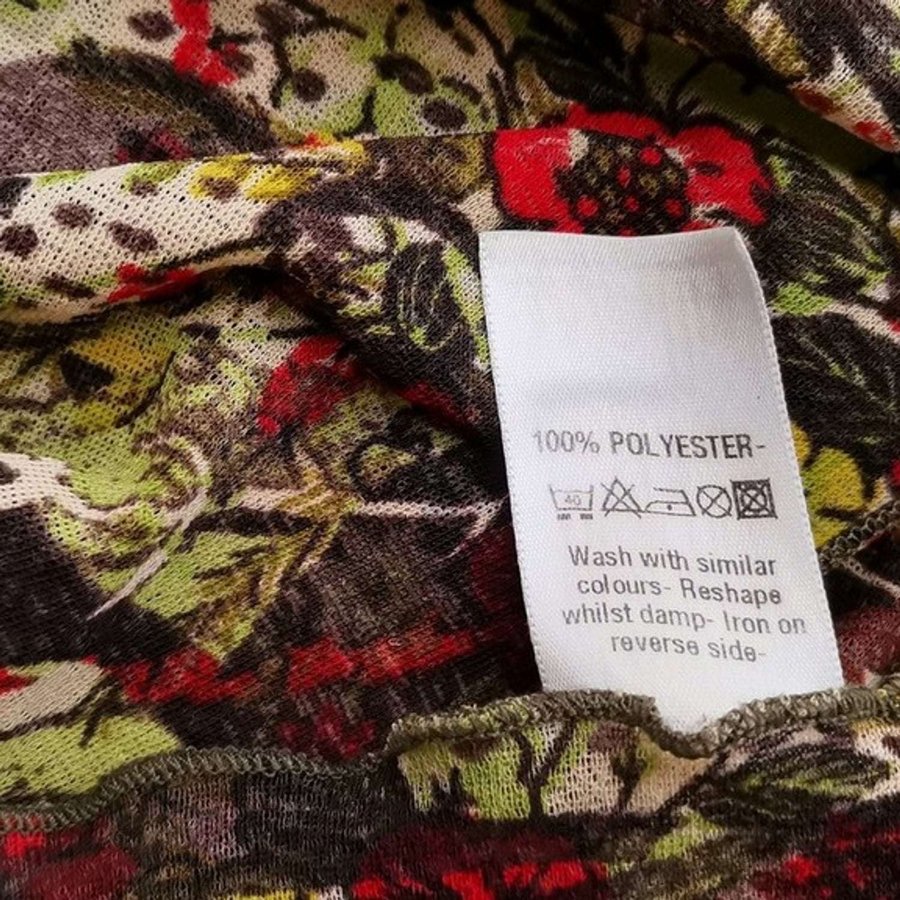 100% POLYESTER-
40
Wash with similar
colours- Reshape
whilst damp- Iron on
reverse side-